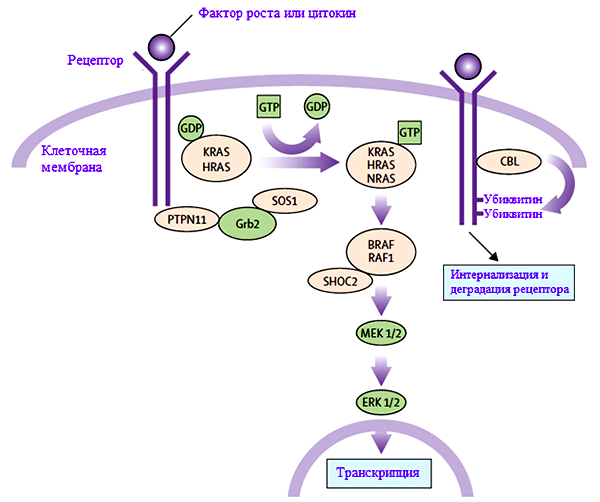 Фактор роста или цитокин
Рецептор
Клеточная
мембрана
GDP
KRAS
HRAS
GTP
GDP
GTP
KRAS
HRAS
NRAS
PTPN11
Grb2
SOS1
BRAF
RAF1
SHOC2
MEK 1/2
ERK 1/2
Транскрипция
CBL
Убиквитин
Убиквитин
Интернализация и
деградация рецептора